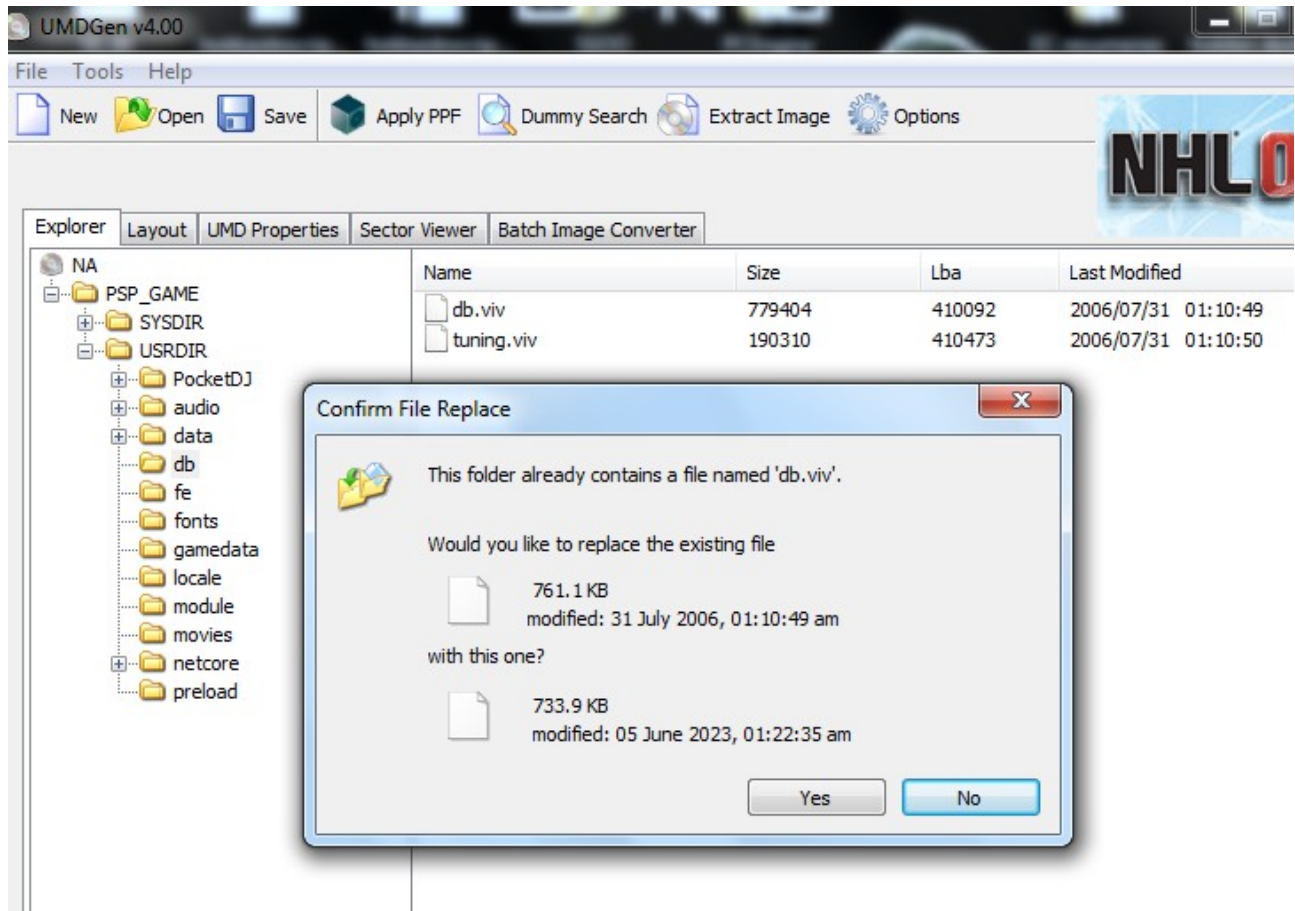 UMDGen v4.00
File Tools Help
New Open Save Apply PPF Dummy Search Extract Image Options
NHL 0
Explorer Layout UMD Properties Sector Viewer Batch Image Converter
NA
PSP_GAME
SYSDIR
USRDIR
PocketDJ
audio
data
db
fe
fonts
gamedata
locale
module
movies
netcore
preload
Name Size Lba Last Modified
db.viv 779404 410092 2006/07/31 01:10:49
tuning.viv 190310 410473 2006/07/31 01:10:50
Confirm File Replace
This folder already contains a file named 'db.viv'.
Would you like to replace the existing file
761.1 KB
modified: 31 July 2006, 01:10:49 am
with this one?
733.9 KB
modified: 05 June 2023, 01:22:35 am
Yes No